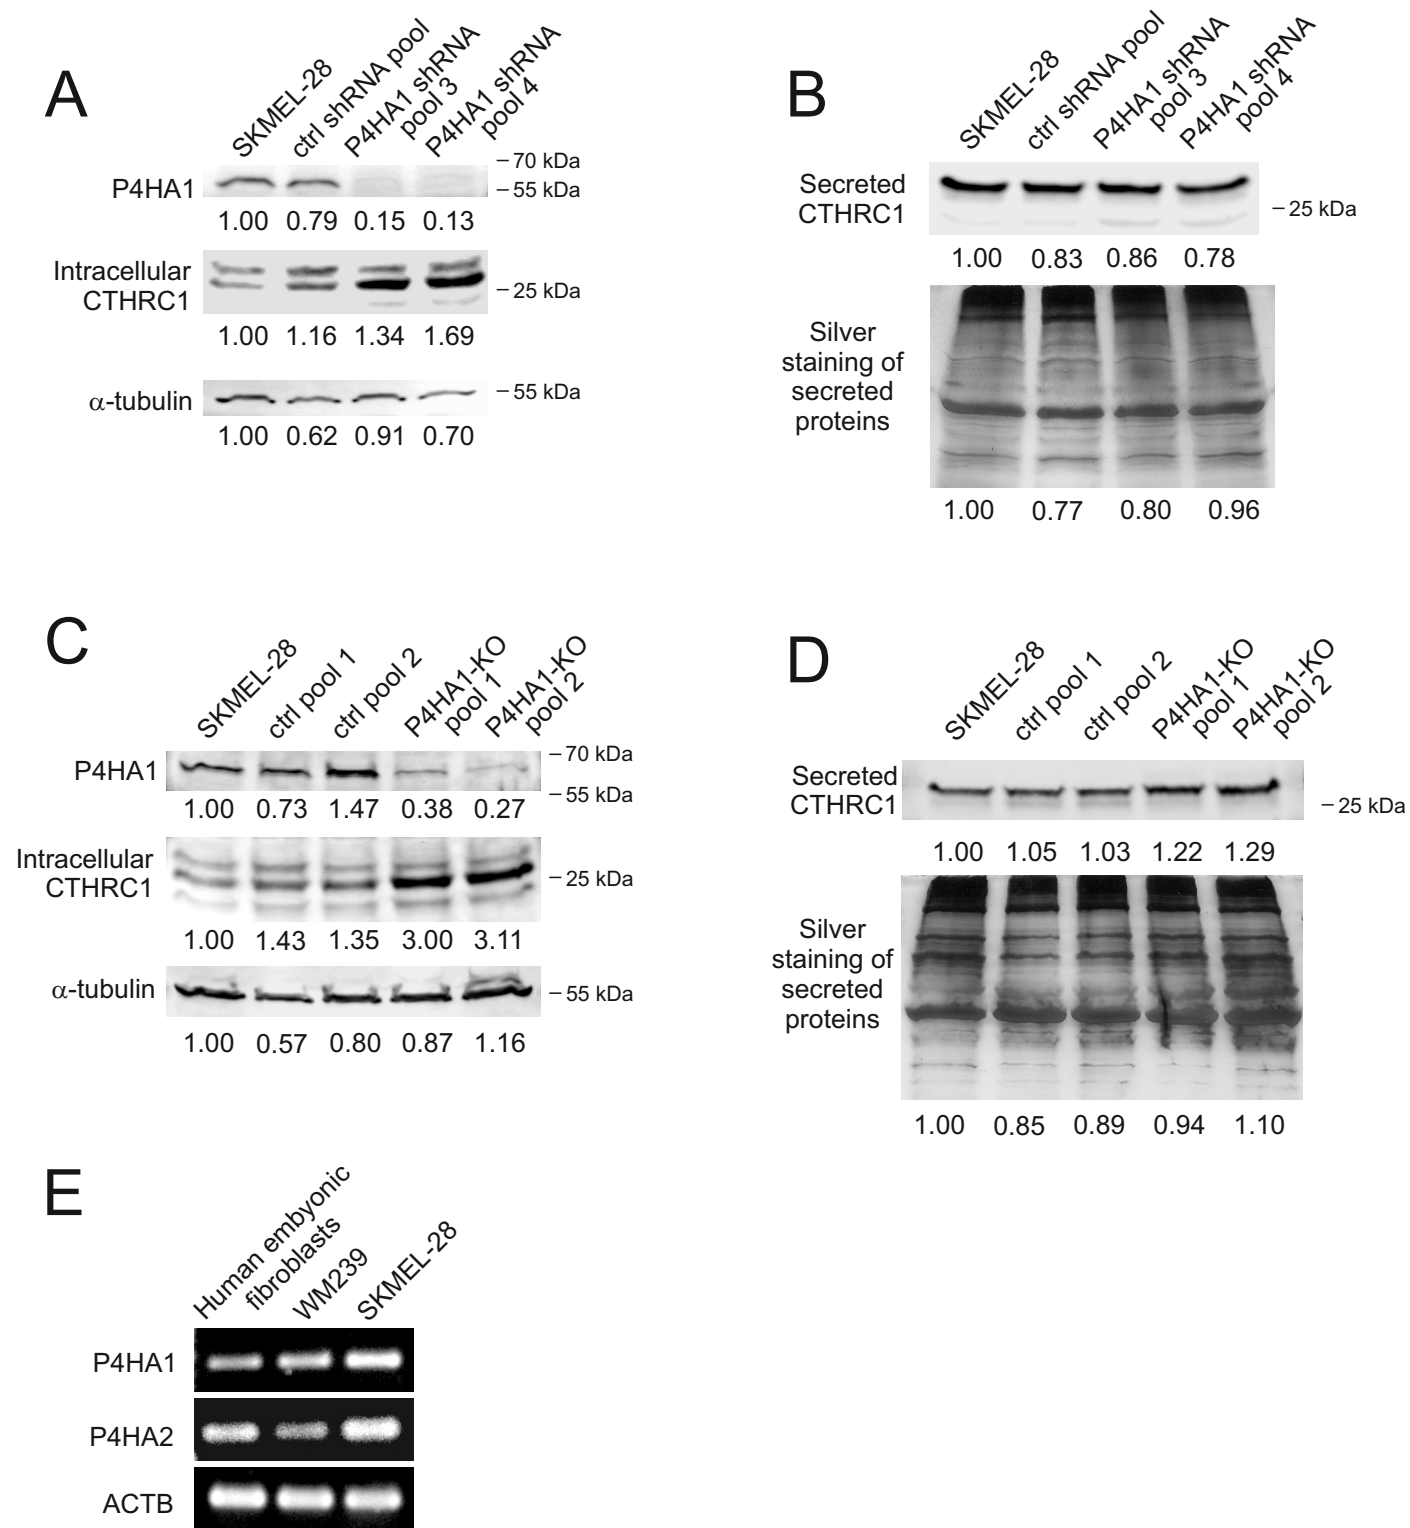 A
SKMEL-28
ctrl shRNA pool
P4HA1 shRNA
pool 3
P4HA1 shRNA
pool 4
P4HA1
70 kDa
55 kDa
1.00 0.79 0.15 0.13
Intracellular
CTHRC1
25 kDa
1.00 1.16 1.34 1.69
α-tubulin
55 kDa
1.00 0.62 0.91 0.70
B
SKMEL-28
ctrl shRNA pool
P4HA1 shRNA
pool 3
P4HA1 shRNA
pool 4
Secreted
CTHRC1
25 kDa
1.00 0.83 0.86 0.78
Silver
staining of
secreted
proteins
1.00 0.77 0.80 0.96
C
SKMEL-28
ctrl pool 1
ctrl pool 2
P4HA1-KO
pool 1
P4HA1-KO
pool 2
P4HA1
70 kDa
55 kDa
1.00 0.73 1.47 0.38 0.27
Intracellular
CTHRC1
25 kDa
1.00 1.43 1.35 3.00 3.11
α-tubulin
55 kDa
1.00 0.57 0.80 0.87 1.16
D
SKMEL-28
ctrl pool 1
ctrl pool 2
P4HA1-KO
pool 1
P4HA1-KO
pool 2
Secreted
CTHRC1
25 kDa
1.00 1.05 1.03 1.22 1.29
Silver
staining of
secreted
proteins
1.00 0.85 0.89 0.94 1.10
E
Human embyonic
fibroblasts
WM239
SKMEL-28
P4HA1
P4HA2
ACTB